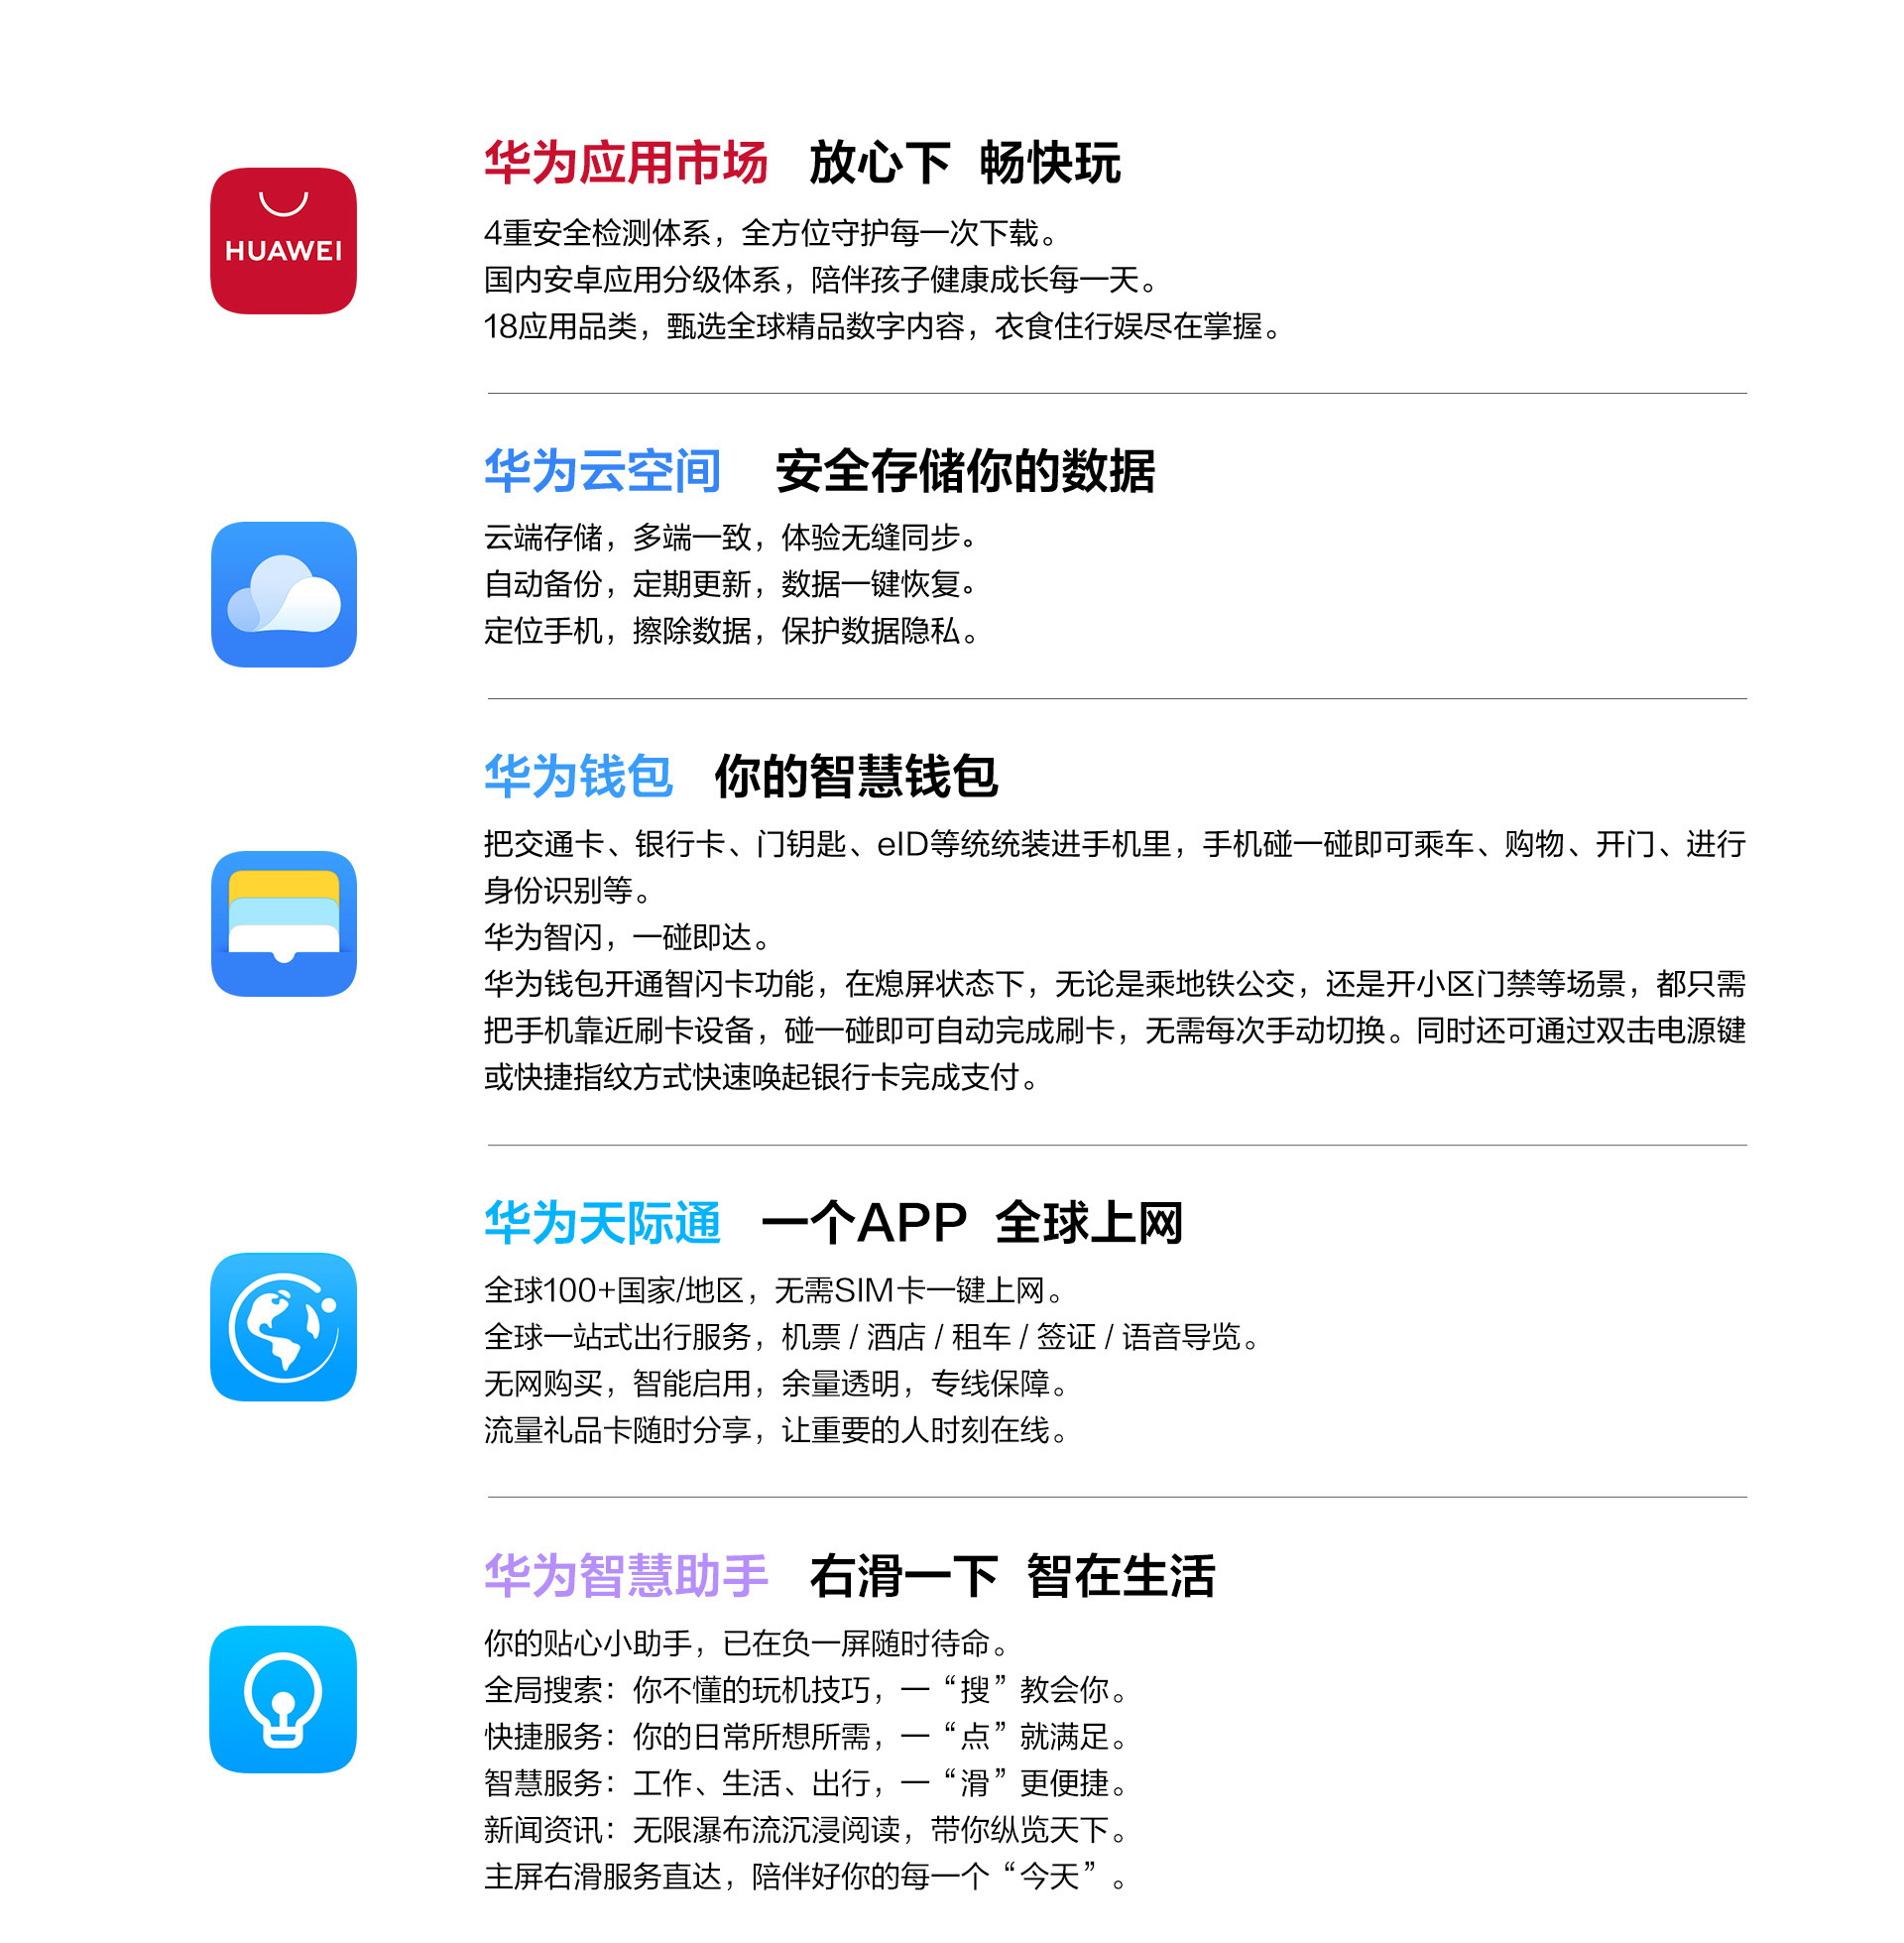 华为应用市场 放心下 畅快玩
HUAWEI
4重安全检测体系，全方位守护每一次下载。
国内安卓应用分级体系，陪伴孩子健康成长每一天。
18应用品类，甄选全球精品数字内容，衣食住行娱尽在掌握。
华为云空间 安全存储你的数据
云端存储，多端一致，体验无缝同步。
自动备份，定期更新，数据一键恢复。
定位手机，擦除数据，保护数据隐私。
华为钱包 你的智慧钱包
把交通卡、银行卡、门钥匙、eID等统统装进手机里，手机碰一碰即可乘车、购物、开门、进行
身份识别等。
华为智闪，一碰即达。
华为钱包开通智闪卡功能，在熄屏状态下，无论是乘地铁公交，还是开小区门禁等场景，都只需
把手机靠近刷卡设备，碰一碰即可自动完成刷卡，无需每次手动切换。同时还可通过双击电源键
或快捷指纹方式快速唤起银行卡完成支付。
华为天际通 一个APP 全球上网
全球100+国家/地区，无需SIM卡一键上网。
全球一站式出行服务，机票 / 酒店 / 租车 / 签证 / 语音导览。
无网购买，智能启用，余量透明，专线保障。
流量礼品卡随时分享，让重要的人时刻在线。
华为智慧助手 右滑一下 智在生活
你的贴心小助手，已在负一屏随时待命。
全局搜索：你不懂的玩机技巧，一“搜”教会你。
快捷服务：你的日常所想所需，一“点”就满足。
智慧服务：工作、生活、出行，一“滑”更便捷。
新闻资讯：无限瀑布流沉浸阅读，带你纵览天下。
主屏右滑服务直达，陪伴好你的每一个“今天”。